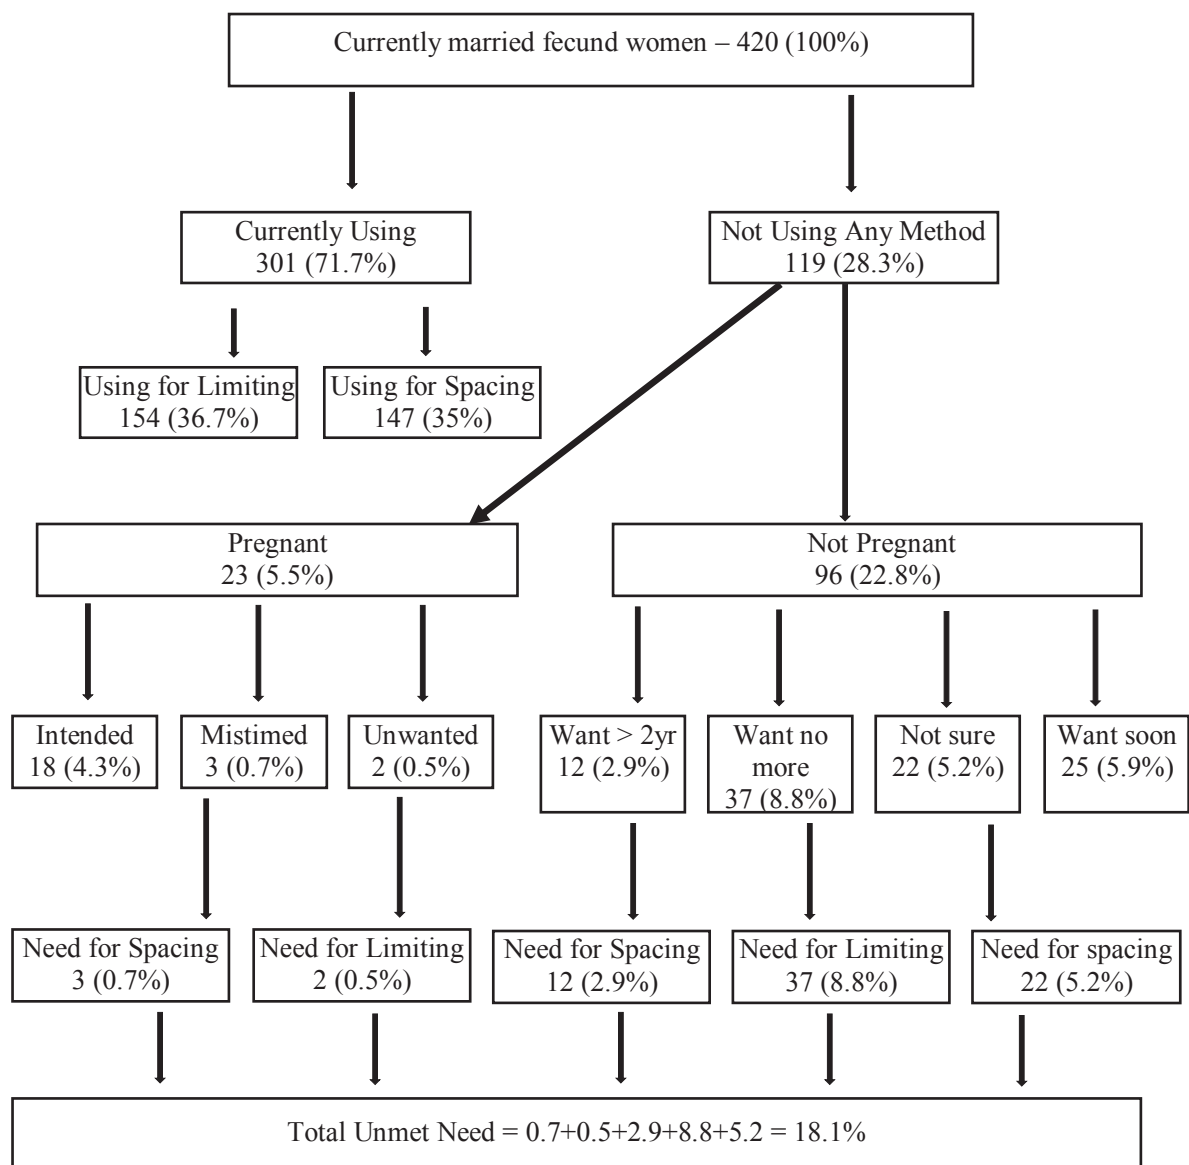 Currently married fecund women – 420 (100%)
Currently Using
301 (71.7%)
Not Using Any Method
119 (28.3%)
Using for Limiting
154 (36.7%)
Using for Spacing
147 (35%)
Pregnant
23 (5.5%)
Not Pregnant
96 (22.8%)
Intended
18 (4.3%)
Mistimed
3 (0.7%)
Unwanted
2 (0.5%)
Want > 2yr
12 (2.9%)
Want no
more
37 (8.8%)
Not sure
22 (5.2%)
Want soon
25 (5.9%)
Need for Spacing
3 (0.7%)
Need for Limiting
2 (0.5%)
Need for Spacing
12 (2.9%)
Need for Limiting
37 (8.8%)
Need for spacing
22 (5.2%)
Total Unmet Need = 0.7+0.5+2.9+8.8+5.2 = 18.1%